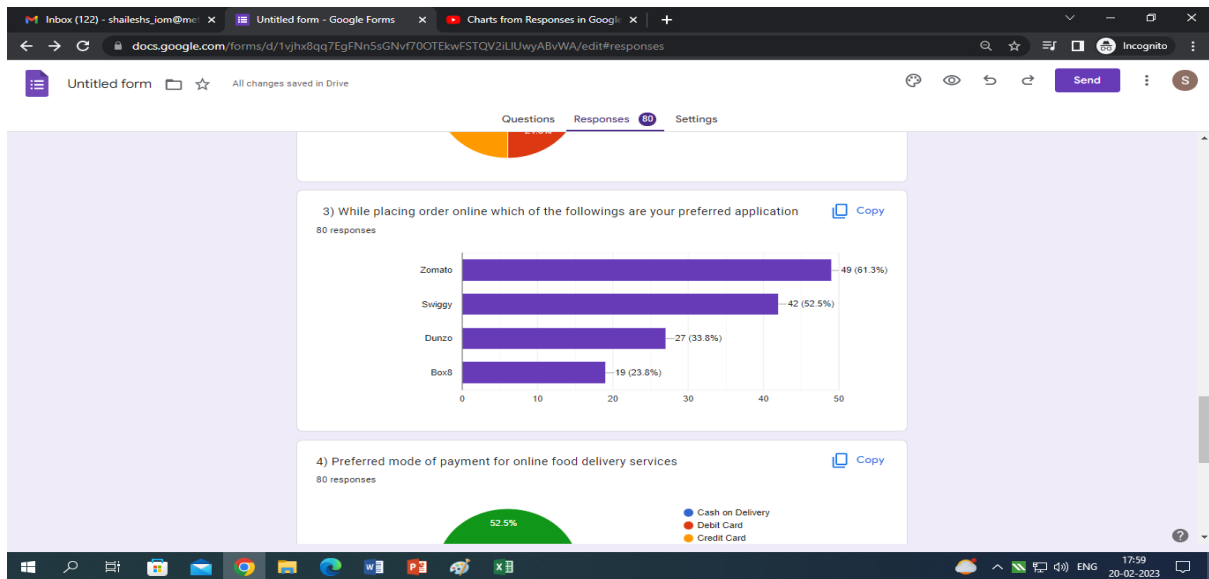 Inbox (122) - shaileshs_iom@me
Untitled form - Google Forms
Charts from Responses in Googl
docs.google.com/forms/d/1vjhx8qq7EgFNn5sGNvf70OTEkwFSTQV2iLIUwyABvWA/edit#responses
Incognito
Untitled form
All changes saved in Drive
Send
S
Questions Responses 80 Settings
3) While placing order online which of the followings are your preferred application
Copy
80 responses
Zomato 49 (61.3%)
Swiggy 42 (52.5%)
Dunzo 27 (33.8%)
Box8 19 (23.8%)
0 10 20 30 40 50
4) Preferred mode of payment for online food delivery services
Copy
80 responses
52.5%
Cash on Delivery
Debit Card
Credit Card
ENG
17:59
20-02-2023